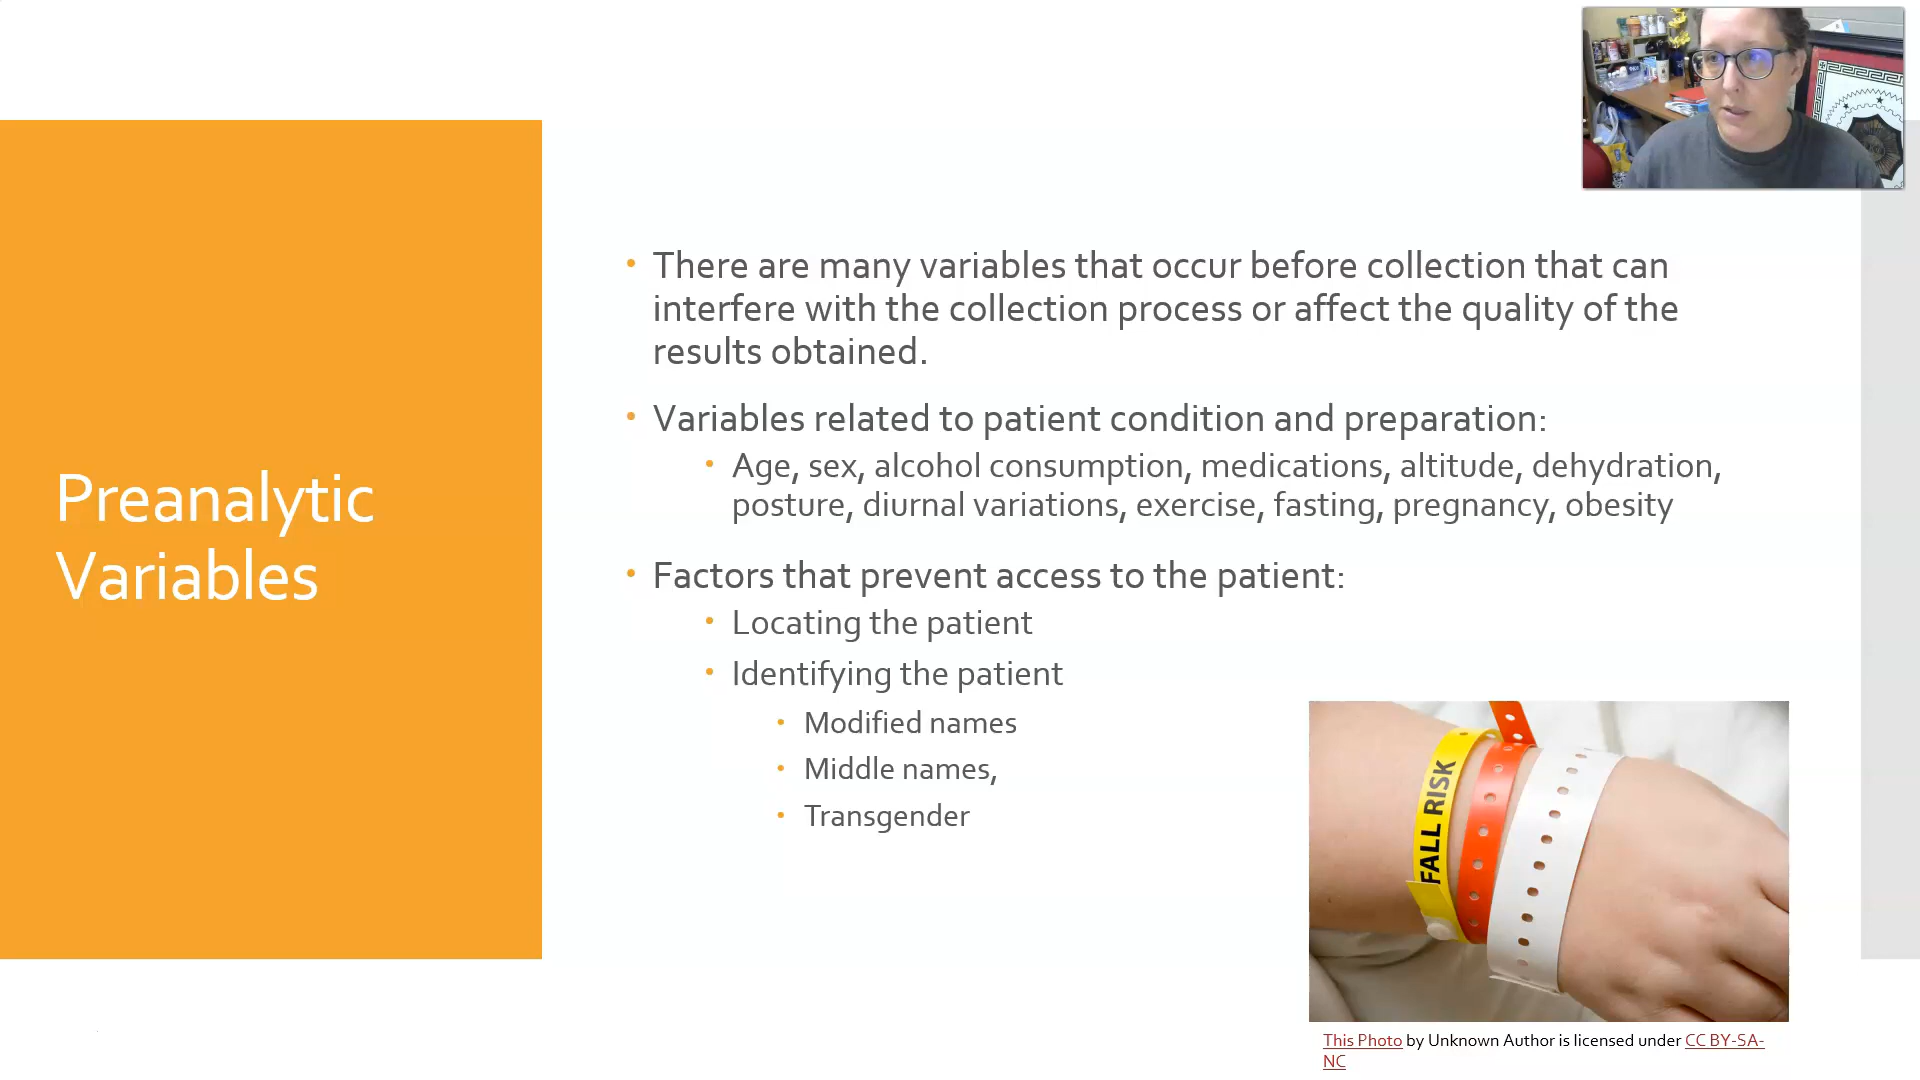 Preanalytic
Variables
There are many variables that occur before collection that can
interfere with the collection process or affect the quality of the
results obtained.
Variables related to patient condition and preparation:
Age, sex, alcohol consumption, medications, altitude, dehydration,
posture, diurnal variations, exercise, fasting, pregnancy, obesity
Factors that prevent access to the patient:
Locating the patient
Identifying the patient
Modified names
Middle names,
Transgender
FALL RISK
This Photo by Unknown Author is licensed under CC BY-SA-
NC